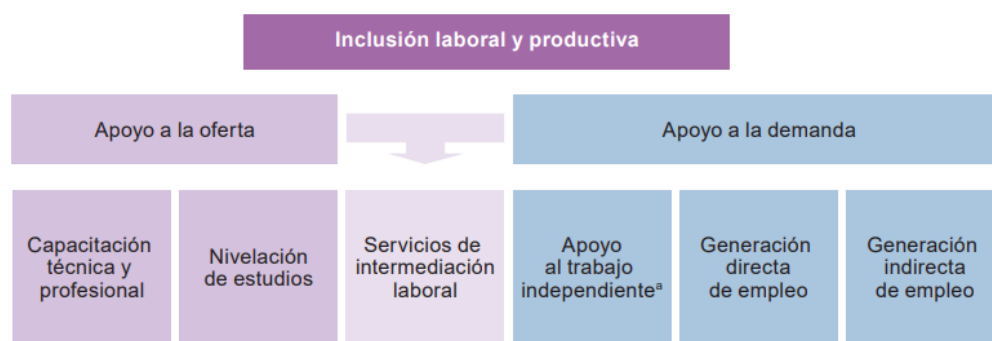 Inclusión laboral y productiva
Apoyo a la oferta
Apoyo a la demanda
Capacitación
técnica y
profesional
Nivelación
de estudios
Servicios de
intermediación
laboral
Apoyo
al trabajo
independienteª
Generación
directa
de empleo
Generación
indirecta
de empleo